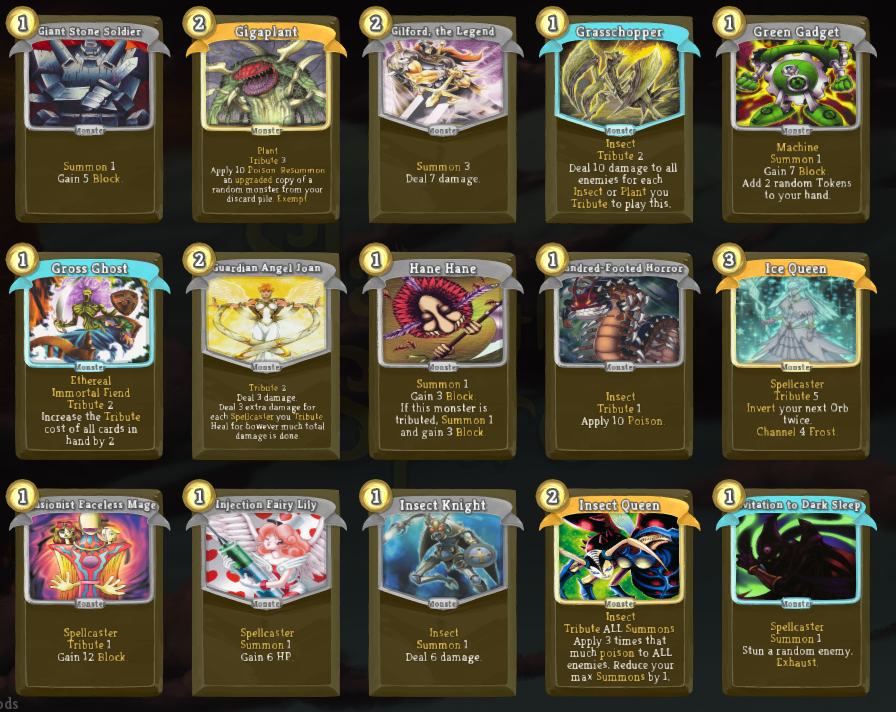 1
Giant Stone Soldier
Monster
Summon 1
Gain 5 Block.
2
Gigaplant
Monster
Plant
Tribute 3
Apply 10 Poison. Resummon
an upgraded copy of a
random monster from your
discard pile. Exempt
2
Gilford, the Legend
Monster
Summon 3
Deal 7 damage.
1
Grasschopper
Monster
Insect
Tribute 2
Deal 10 damage to all
enemies for each
Insect or Plant you
Tribute to play this.
1
Green Gadget
Monster
Machine
Summon 1
Gain 7 Block
Add 2 random Tokens
to your hand.
1
Gross Ghost
Monster
Ethereal
Immortal Fiend
Tribute 2
Increase the Tribute
cost of all cards in
hand by 2
2
Guardian Angel Joan
Monster
Tribute 2
Deal 3 damage.
Deal 3 extra damage for
each Spellcaster you Tribute.
Heal for however much total
damage is done.
1
Hane Hane
Monster
Summon 1
Gain 3 Block
If this monster is
tributed, Summon 1
and gain 3 Block.
1
undred-Footed Horror
Monster
Insect
Tribute 1
Apply 10 Poison.
3
Ice Queen
Monster
Spellcaster
Tribute 5
Invert your next Orb
twice.
Channel 4 Frost.
1
usionist Faceless Mage
Monster
Spellcaster
Tribute 1
Gain 12 Block.
1
Injection Fairy Lily
Monster
Spellcaster
Summon 1
Gain 6 HP.
1
Insect Knight
Monster
Insect
Summon 1
Deal 6 damage.
2
Insect Queen
Monster
Insect
Tribute ALL Summons
Apply 3 times that
much poison to ALL
enemies. Reduce your
max Summons by 1.
1
vitation to Dark Sleep
Monster
Spellcaster
Summon 1
Stun a random enemy.
Exhaust.
ods